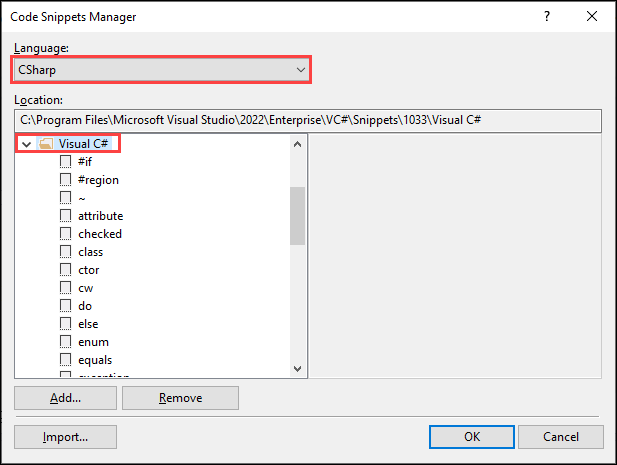 Code Snippets Manager
?
Language:
CSharp
Location:
C:\Program Files\Microsoft Visual Studio\2022\Enterprise\VC#\Snippets\1033\Visual C#
Visual C#
#if
#region
~
attribute
checked
class
ctor
cw
do
else
enum
equals
exception
Add...
Remove
Import...
OK
Cancel